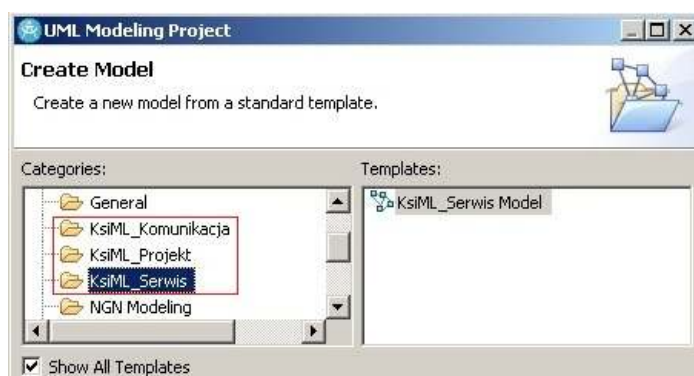 UML Modeling Project
Create Model
Create a new model from a standard template.
Categories:
Templates:
General
KsiML_Komunikacja
KsiML_Projekt
KsiML_Serwis
NGN Modeling
KsiML_Serwis Model
Show All Templates